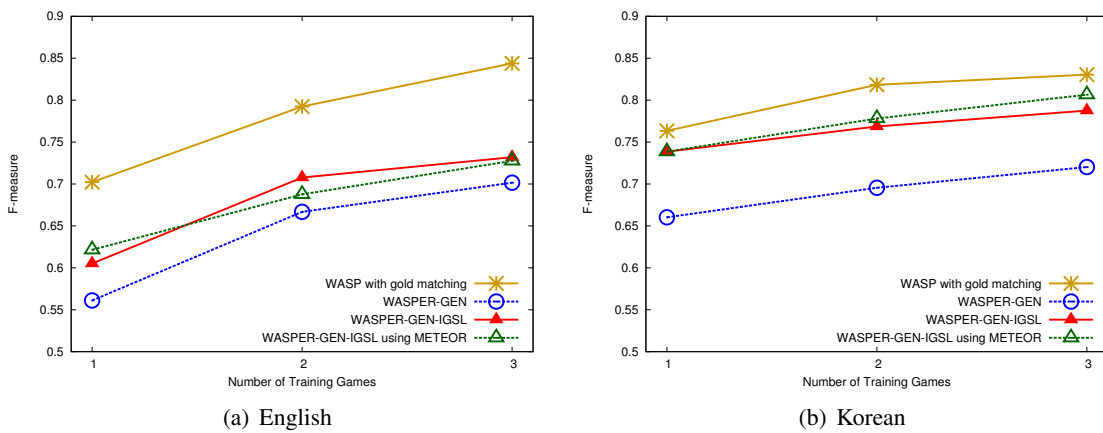 0.9
0.85
0.8
0.75
0.7
0.65
0.6
0.55
0.5
F-measure
1 2 3
Number of Training Games
WASP with gold matching
WASPER-GEN
WASPER-GEN-IGSL
WASPER-GEN-IGSL using METEOR
(a) English
0.9
0.85
0.8
0.75
0.7
0.65
0.6
0.55
0.5
F-measure
1 2 3
Number of Training Games
WASP with gold matching
WASPER-GEN
WASPER-GEN-IGSL
WASPER-GEN-IGSL using METEOR
(b) Korean